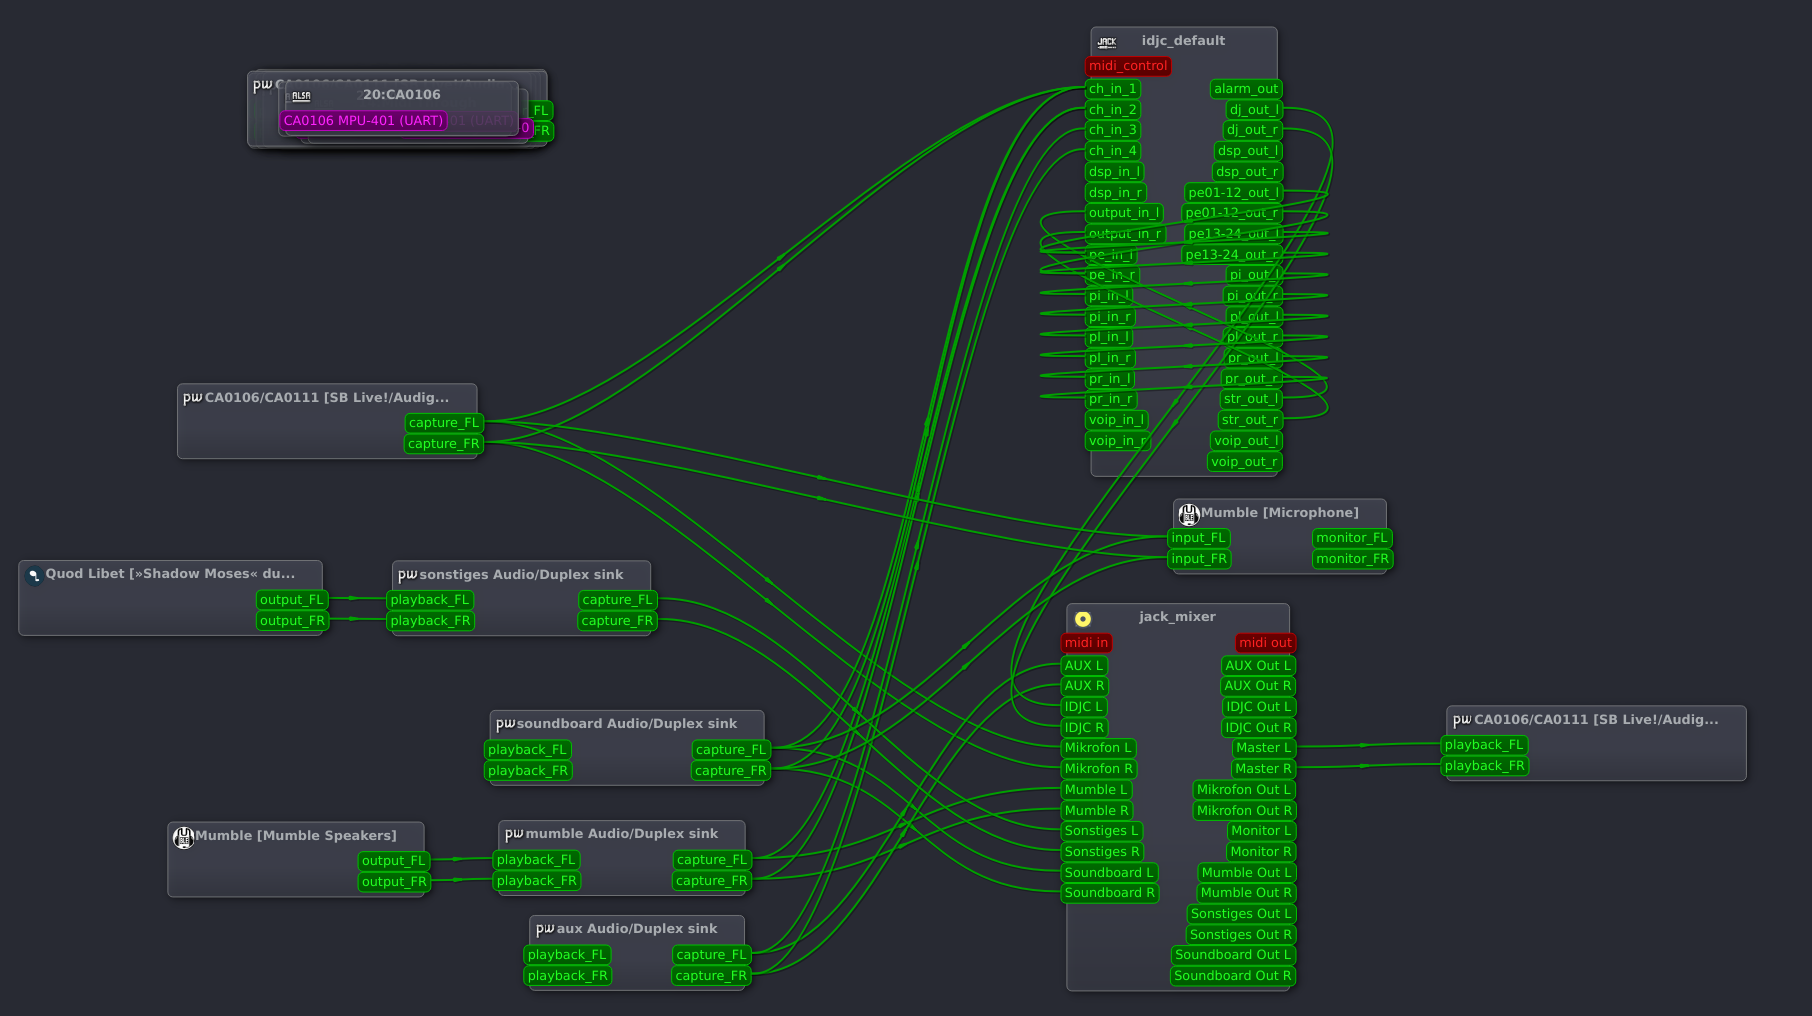 JACK idjc_default
midi_control
ch_in_1 alarm_out
ch_in_2 dj_out_l
ch_in_3 dj_out_r
ch_in_4 dsp_out_l
dsp_in_l dsp_out_r
dsp_in_r pe01-12_out_l
output_in_l pe01-12_out_r
output_in_r pe13-24_out_l
pe_in_l pe13-24_out_r
pe_in_r pi_out_l
pi_in_l pi_out_r
pi_in_r pl_out_l
pl_in_l pl_out_r
pl_in_r pr_out_l
pr_in_l pr_out_r
pr_in_r str_out_l
voip_in_l str_out_r
voip_in_r voip_out_l
voip_out_r
pw
ALSA 20:CA0106
FL
CA0106 MPU-401 (UART)
FR
pw CA0106/CA0111 [SB Live!/Audig...
capture_FL
capture_FR
Mumble [Microphone]
input_FL monitor_FL
input_FR monitor_FR
Quod Libet [»Shadow Moses« du...
output_FL
output_FR
pw sonstiges Audio/Duplex sink
playback_FL capture_FL
playback_FR capture_FR
jack_mixer
midi in midi out
AUX L AUX Out L
AUX R AUX Out R
IDJC L IDJC Out L
IDJC R IDJC Out R
Mikrofon L Master L
Mikrofon R Master R
Mumble L Mikrofon Out L
Mumble R Mikrofon Out R
Sonstiges L Monitor L
Sonstiges R Monitor R
Soundboard L Mumble Out L
Soundboard R Mumble Out R
Sonstiges Out L
Sonstiges Out R
Soundboard Out L
Soundboard Out R
pw CA0106/CA0111 [SB Live!/Audig...
playback_FL
playback_FR
pw soundboard Audio/Duplex sink
playback_FL capture_FL
playback_FR capture_FR
Mumble [Mumble Speakers]
output_FL
output_FR
pw mumble Audio/Duplex sink
playback_FL capture_FL
playback_FR capture_FR
pw aux Audio/Duplex sink
playback_FL capture_FL
playback_FR capture_FR